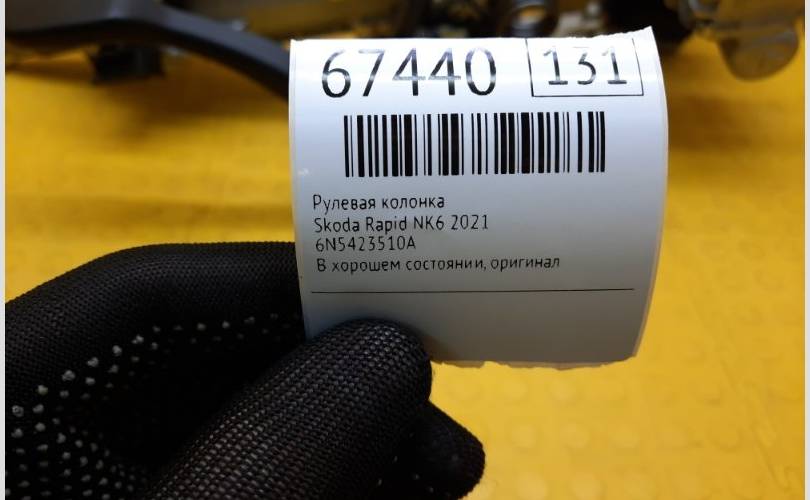 67440 131
Рулевая колонка
Skoda Rapid NK6 2021
6N5423510A
В хорошем состоянии, оригинал